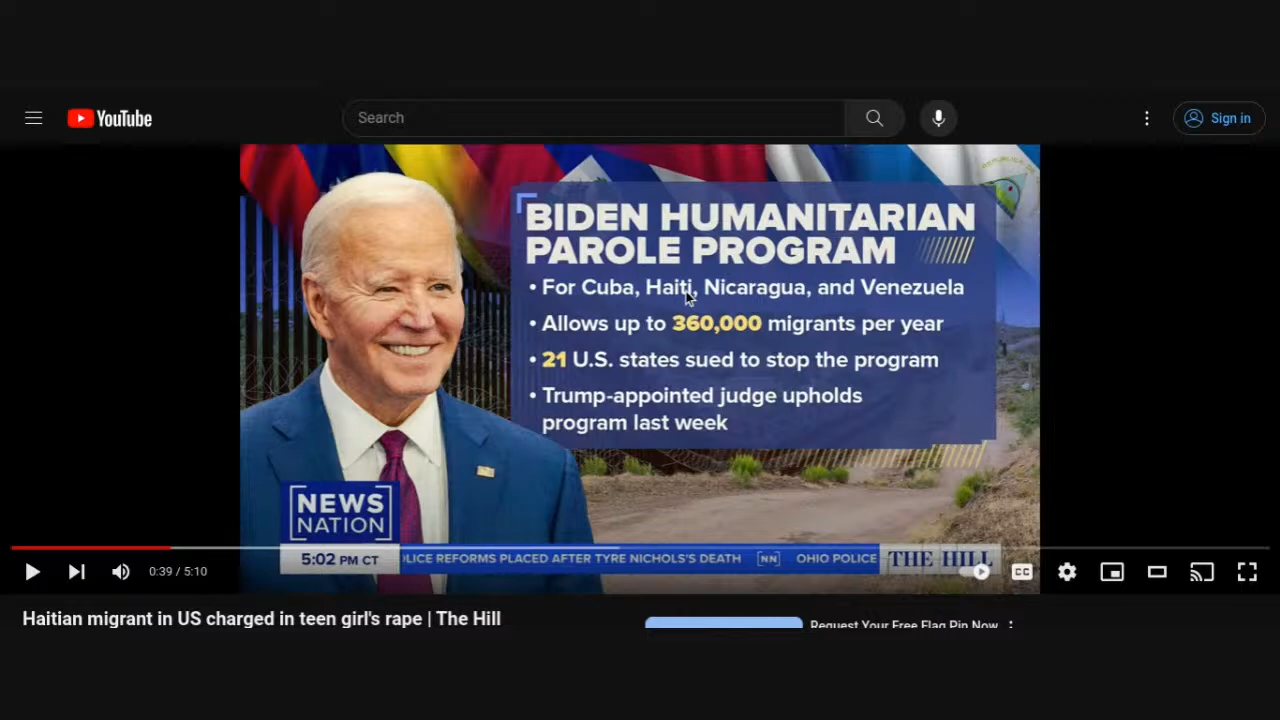 YouTube
Search
Sign in
BIDEN HUMANITARIAN
PAROLE PROGRAM
• For Cuba, Haiti, Nicaragua, and Venezuela
• Allows up to 360,000 migrants per year
• 21 U.S. states sued to stop the program
• Trump-appointed judge upholds
program last week
NEWS
NATION
5:02 PM CT
REFORMS PLACED AFTER TYRE NICHOLS'S DEATH [NN] OHIO POLICE
THE HILL
0:39 / 5:10
CC
Haitian migrant in US charged in teen girl's rape | The Hill
Request Your Free Flag Pin Now